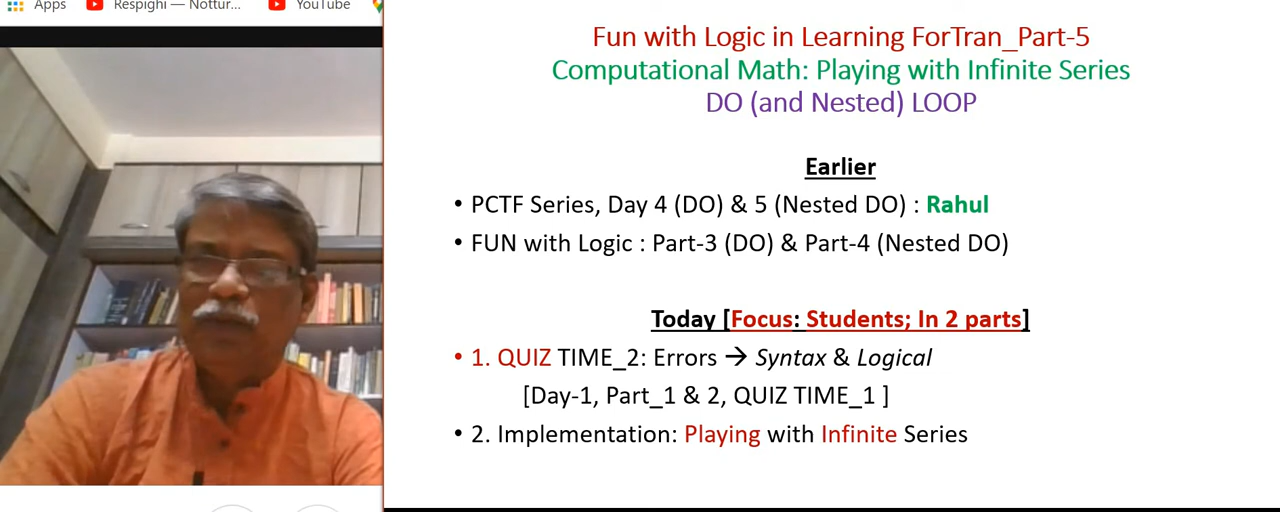 Apps Respighi — Nottur... YouTube
Fun with Logic in Learning ForTran_Part-5
Computational Math: Playing with Infinite Series
DO (and Nested) LOOP
Earlier
• PCTF Series, Day 4 (DO) & 5 (Nested DO) : Rahul
• FUN with Logic : Part-3 (DO) & Part-4 (Nested DO)
Today [Focus: Students; In 2 parts]
• 1. QUIZ TIME_2: Errors → Syntax & Logical
[Day-1, Part_1 & 2, QUIZ TIME_1 ]
• 2. Implementation: Playing with Infinite Series